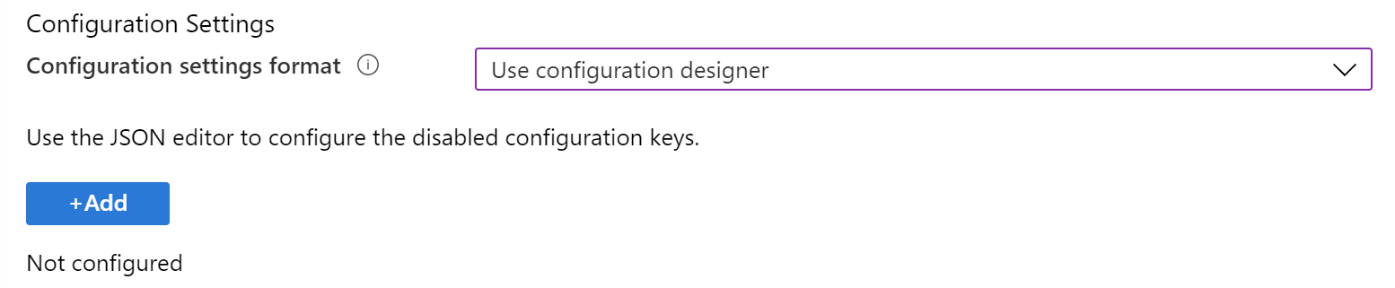 Configuration Settings
Configuration settings format
Use configuration designer
Use the JSON editor to configure the disabled configuration keys.
+Add
Not configured